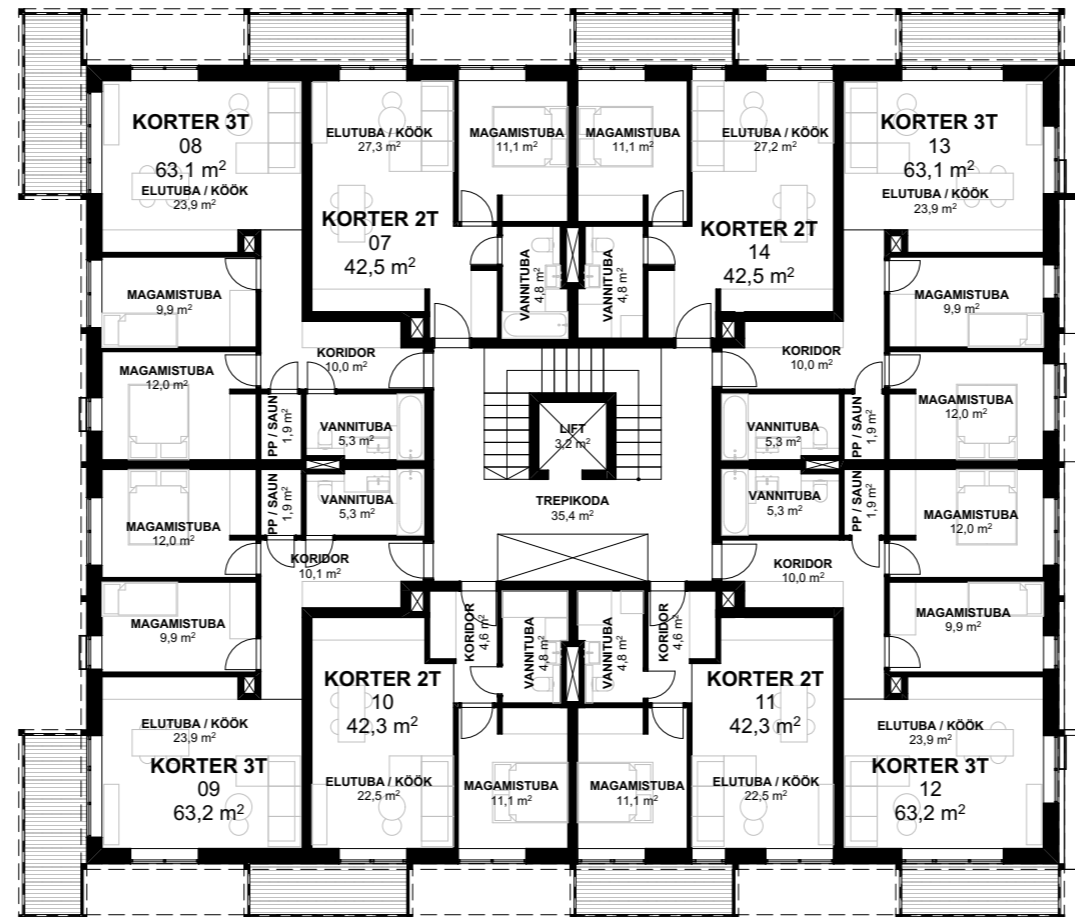 KORTER 3T
08
63,1 m²
ELUTUBA / KÖÖK
23,9 m²
ELUTUBA / KÖÖK
27,3 m²
KORTER 2T
07
42,5 m²
MAGAMISTUBA
11,1 m²
MAGAMISTUBA
11,1 m²
ELUTUBA / KÖÖK
27,2 m²
KORTER 2T
14
42,5 m²
KORTER 3T
13
63,1 m²
ELUTUBA / KÖÖK
23,9 m²
VANNITUBA
4,8 m²
VANNITUBA
4,8 m²
MAGAMISTUBA
9,9 m²
MAGAMISTUBA
9,9 m²
KORIDOR
10,0 m²
KORIDOR
10,0 m²
MAGAMISTUBA
12,0 m²
MAGAMISTUBA
12,0 m²
PP / SAUN
1,9 m²
VANNITUBA
5,3 m²
LIFT
3,2 m²
VANNITUBA
5,3 m²
PP / SAUN
1,9 m²
MAGAMISTUBA
12,0 m²
PP / SAUN
1,9 m²
VANNITUBA
5,3 m²
TREPIKODA
35,4 m²
VANNITUBA
5,3 m²
PP / SAUN
1,9 m²
MAGAMISTUBA
12,0 m²
KORIDOR
10,1 m²
KORIDOR
10,0 m²
MAGAMISTUBA
9,9 m²
MAGAMISTUBA
9,9 m²
KORIDOR
4,6 m²
VANNITUBA
4,8 m²
VANNITUBA
4,8 m²
KORIDOR
4,6 m²
KORTER 2T
10
42,3 m²
KORTER 2T
11
42,3 m²
ELUTUBA / KÖÖK
23,9 m²
KORTER 3T
09
63,2 m²
ELUTUBA / KÖÖK
22,5 m²
MAGAMISTUBA
11,1 m²
MAGAMISTUBA
11,1 m²
ELUTUBA / KÖÖK
22,5 m²
ELUTUBA / KÖÖK
23,9 m²
KORTER 3T
12
63,2 m²